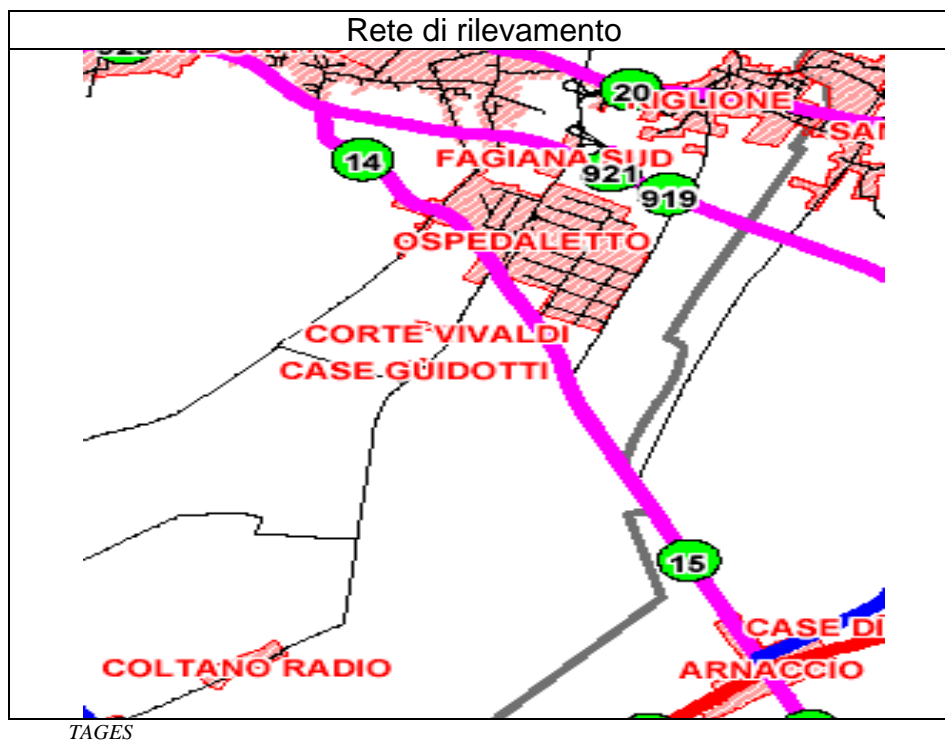 Rete di rilevamento
20
14
FAGIANA SUD
921
919
OSPEDALETTO
CORTE VIVALDI
CASE GUIDOTTI
15
CASE DI
COLTANO RADIO
ARNACCIO
TAGES